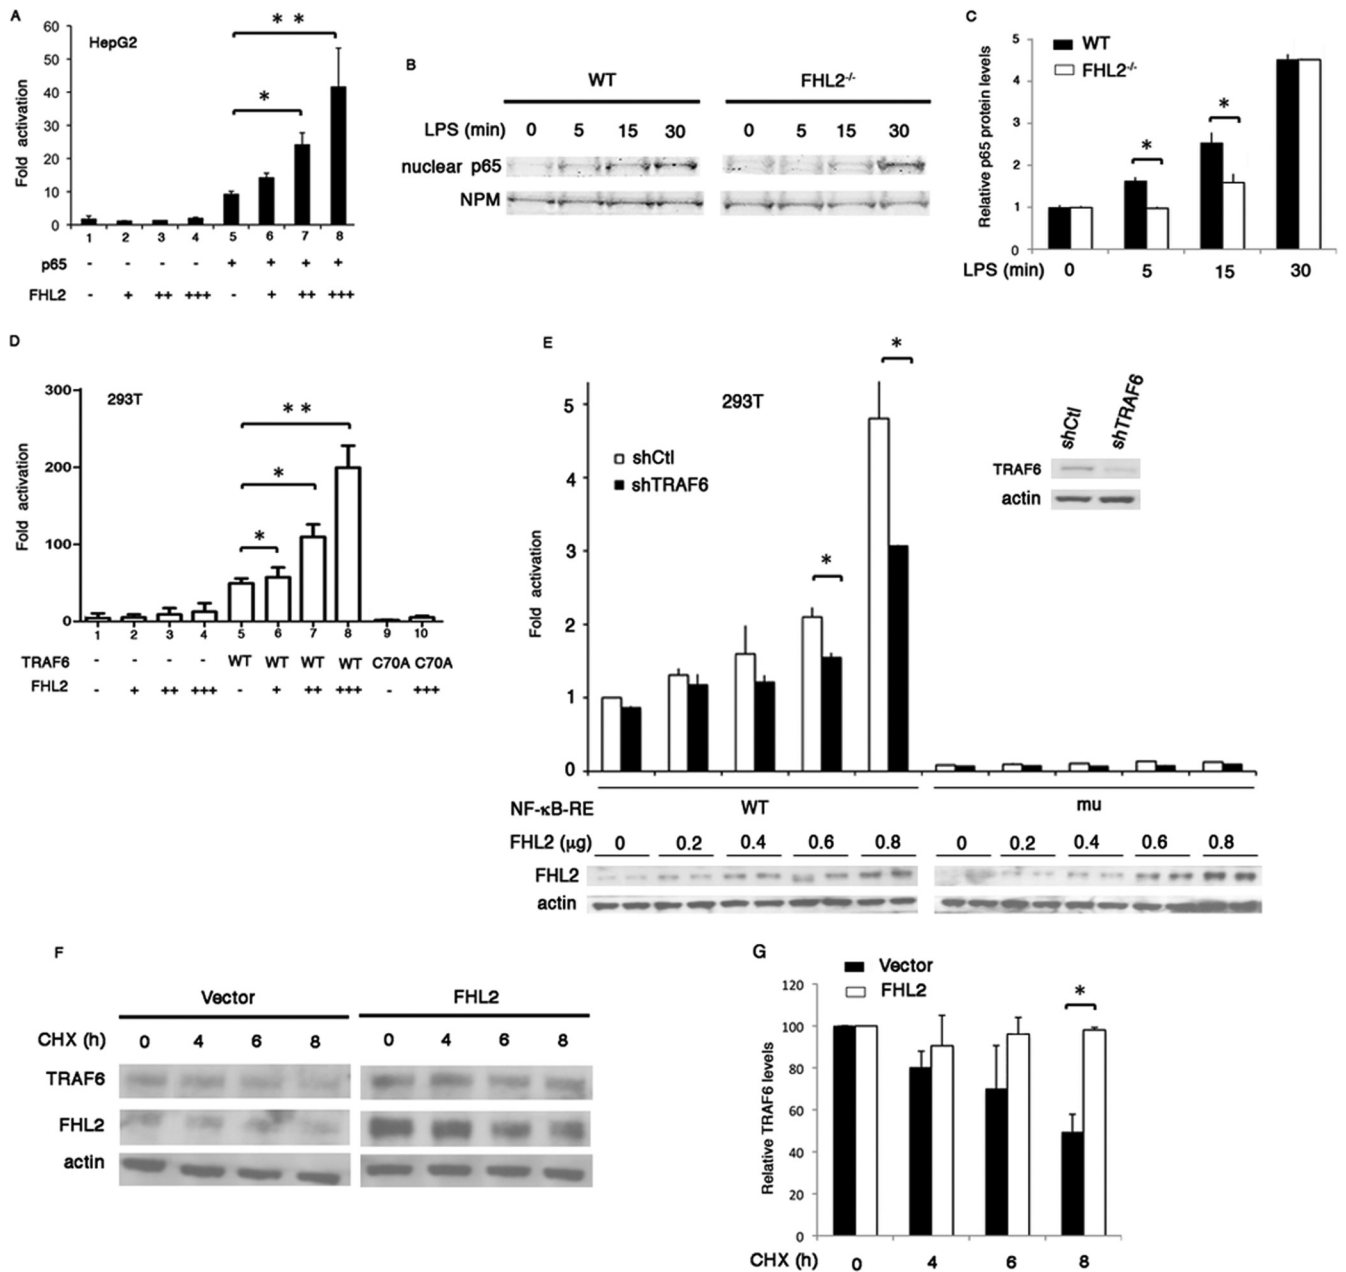 A
HepG2
Fold activation
60
50
40
30
20
10
0
* *
*
1 2 3 4 5 6 7 8
p65 - - - - + + + +
FHL2 - + ++ +++ - + ++ +++
B
WT FHL2-/-
LPS (min) 0 5 15 30 0 5 15 30
nuclear p65
NPM
C
WT
FHL2-/-
Relative p65 protein levels
5
4
3
2
1
0
* *
LPS (min) 0 5 15 30
D
293T
Fold activation
300
200
100
0
* *
*
*
1 2 3 4 5 6 7 8 9 10
TRAF6 - - - - WT WT WT WT C70A C70A
FHL2 - + ++ +++ - + ++ +++ - +++
E
293T
shCtl
shTRAF6
Fold activation
5
4
3
2
1
0
*
*
shCtl shTRAF6
TRAF6
actin
NF-κB-RE WT mu
FHL2 (μg) 0 0.2 0.4 0.6 0.8 0 0.2 0.4 0.6 0.8
FHL2
actin
F
Vector FHL2
CHX (h) 0 4 6 8 0 4 6 8
TRAF6
FHL2
actin
G
Vector
FHL2
Relative TRAF6 levels
120
100
80
60
40
20
0
*
CHX (h) 0 4 6 8